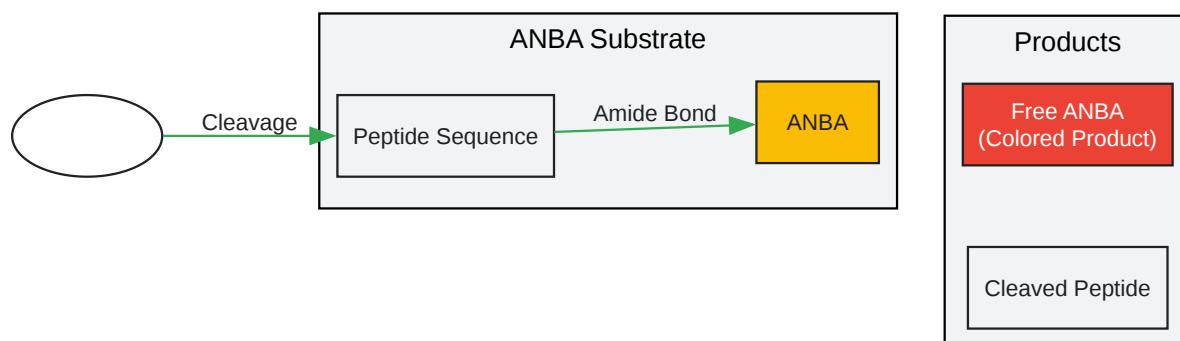 ANBA Substrate
Products
Cleavage
Peptide Sequence
Amide Bond
ANBA
Free ANBA
(Colored Product)
Cleaved Peptide